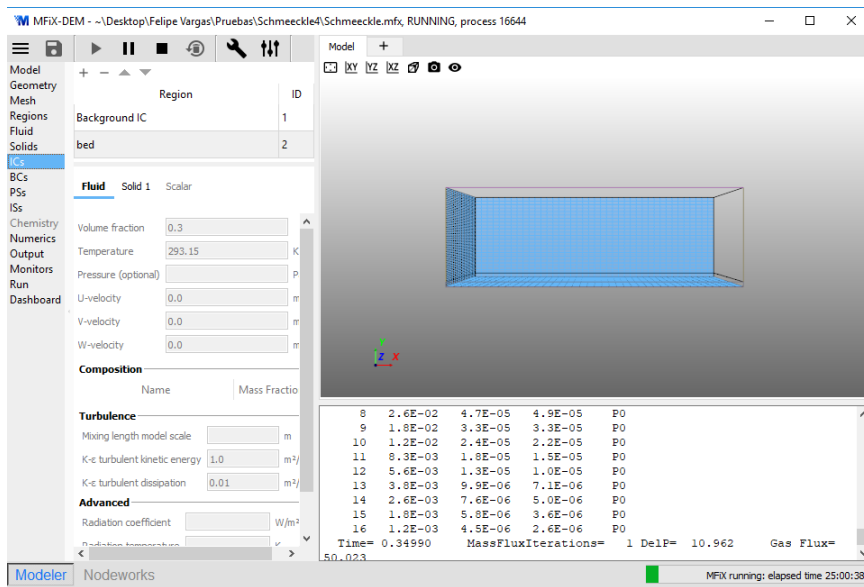 MFiX-DEM - ~\Desktop\Felipe Vargas\Pruebas\Schmeeckle4\Schmeeckle.mfx, RUNNING, process 16644
Model
Geometry
Mesh
Regions
Fluid
Solids
ICs
BCs
PSs
ISs
Chemistry
Numerics
Output
Monitors
Run
Dashboard
Region ID
Background IC 1
bed 2
Fluid Solid 1 Scalar
Volume fraction 0.3
Temperature 293.15 K
Pressure (optional) P
U-velocity 0.0 m
V-velocity 0.0 m
W-velocity 0.0 m
Composition
Name Mass Fractio
Turbulence
Mixing length model scale m
K-ε turbulent kinetic energy 1.0 m²/
K-ε turbulent dissipation 0.01 m²/
Advanced
Radiation coefficient W/m²
Radiation temperature K
Model +
XY YZ XZ
Y
Z X
8 2.6E-02 4.7E-05 4.9E-05 P0
9 1.8E-02 3.3E-05 3.3E-05 P0
10 1.2E-02 2.4E-05 2.2E-05 P0
11 8.3E-03 1.8E-05 1.5E-05 P0
12 5.6E-03 1.3E-05 1.0E-05 P0
13 3.8E-03 9.9E-06 7.1E-06 P0
14 2.6E-03 7.6E-06 5.0E-06 P0
15 1.8E-03 5.8E-06 3.6E-06 P0
16 1.2E-03 4.5E-06 2.6E-06 P0
Time= 0.34990 MassFluxIterations= 1 DelP= 10.962 Gas Flux=
50.023
Modeler Nodeworks
MFiX running: elapsed time 25:00:38